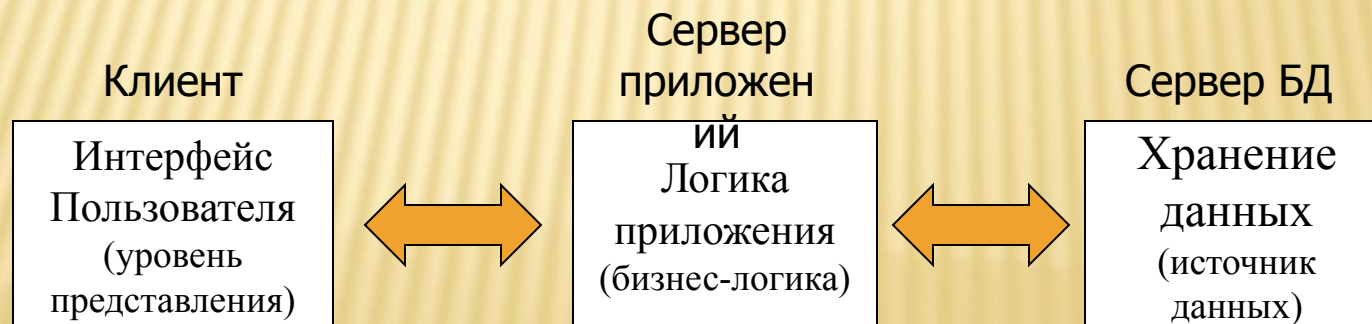 Клиент
Интерфейс
Пользователя
(уровень
представления)
Сервер
приложен
ий
Логика
приложения
(бизнес-логика)
Сервер БД
Хранение
данных
(источник
данных)